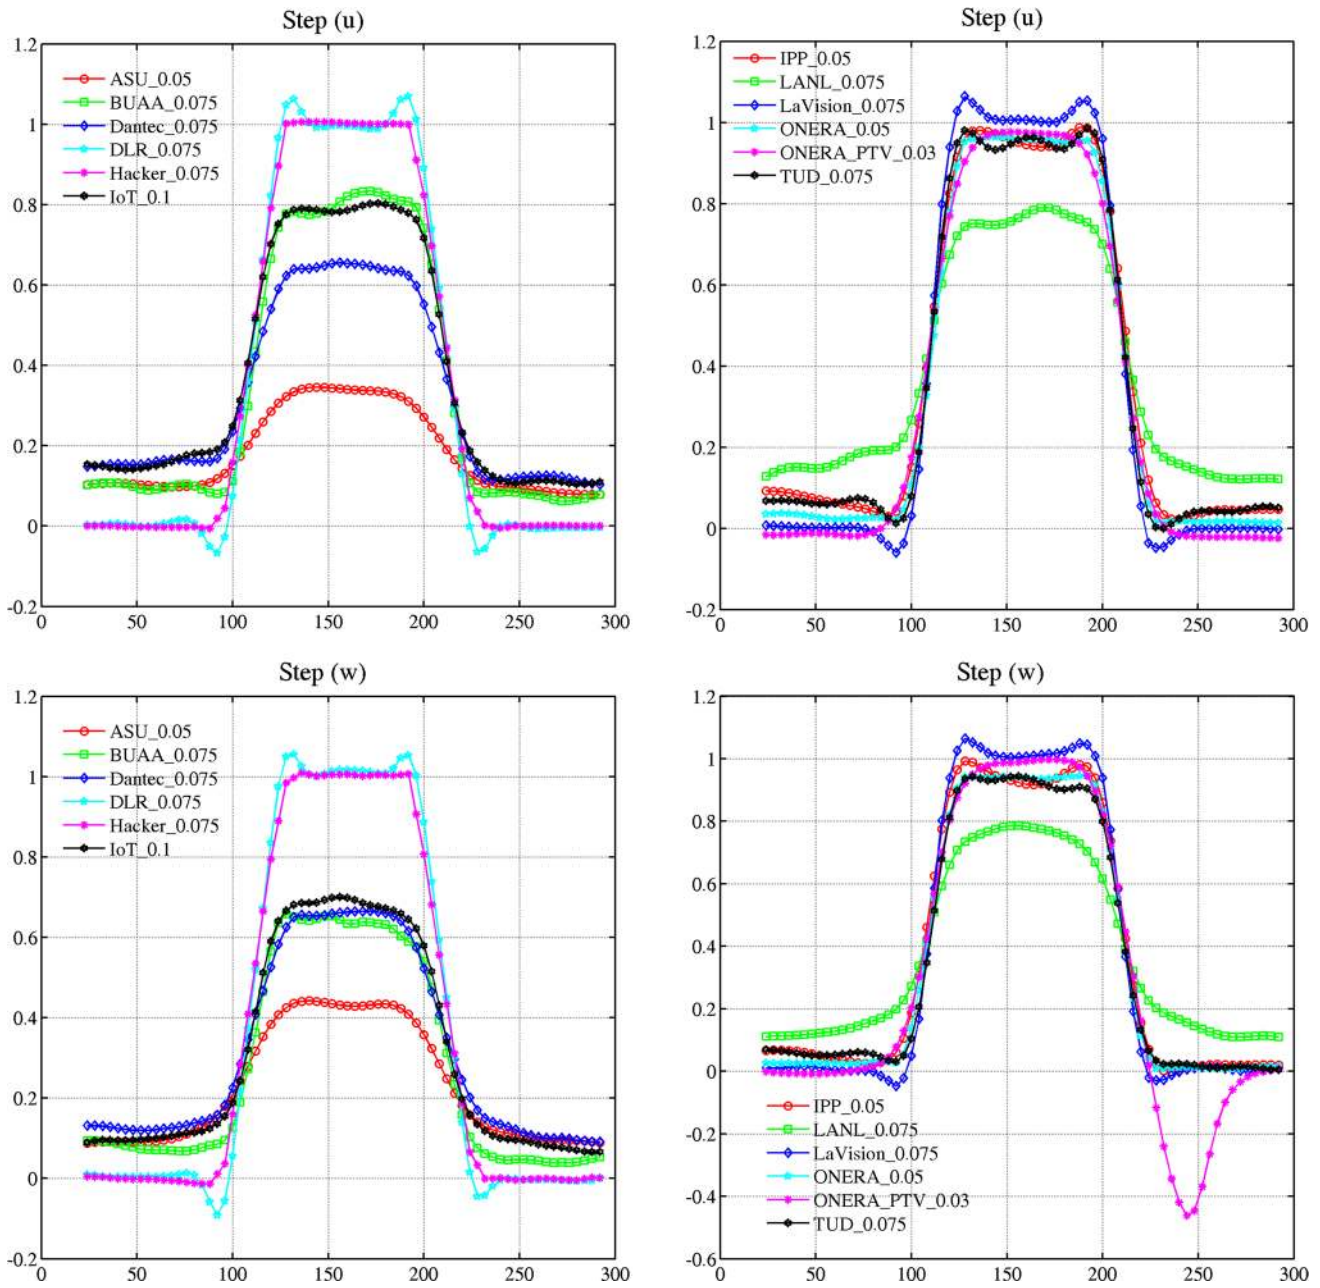 Step (u)
1.2
1
0.8
0.6
0.4
0.2
0
-0.2
ASU_0.05
BUAA_0.075
Dantec_0.075
DLR_0.075
Hacker_0.075
IoT_0.1
0
50
100
150
200
250
300
Step (u)
1.2
1
0.8
0.6
0.4
0.2
0
-0.2
IPP_0.05
LANL_0.075
LaVision_0.075
ONERA_0.05
ONERA_PTV_0.03
TUD_0.075
0
50
100
150
200
250
300
Step (w)
1.2
1
0.8
0.6
0.4
0.2
0
-0.2
ASU_0.05
BUAA_0.075
Dantec_0.075
DLR_0.075
Hacker_0.075
IoT_0.1
0
50
100
150
200
250
300
Step (w)
1.2
1
0.8
0.6
0.4
0.2
0
-0.2
-0.4
-0.6
IPP_0.05
LANL_0.075
LaVision_0.075
ONERA_0.05
ONERA_PTV_0.03
TUD_0.075
0
50
100
150
200
250
300